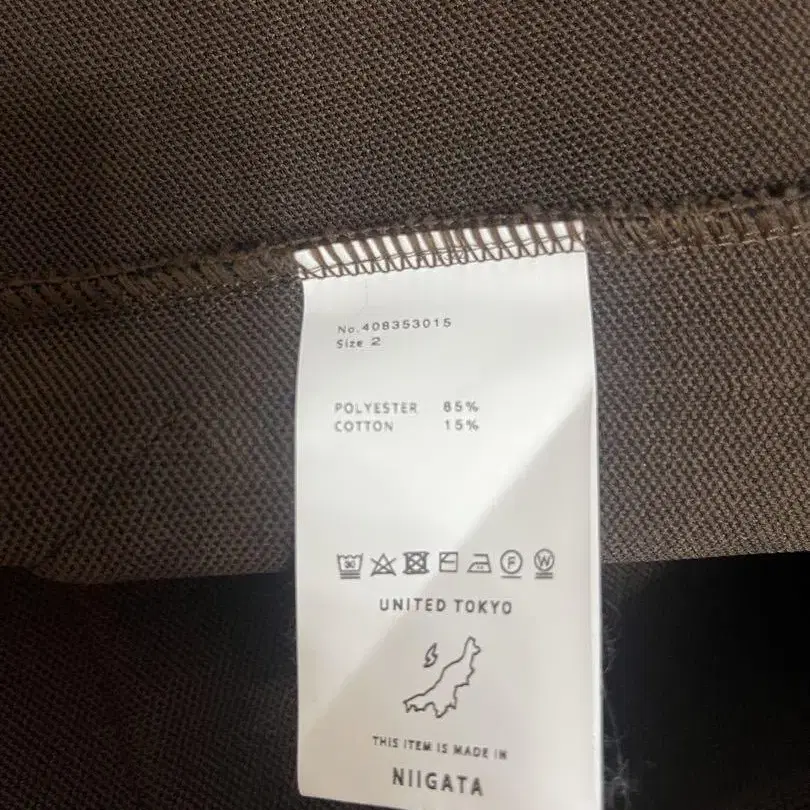 No.408353015
Size 2
POLYESTER 85%
COTTON 15%
UNITED TOKYO
THIS ITEM IS MADE IN
NIIGATA